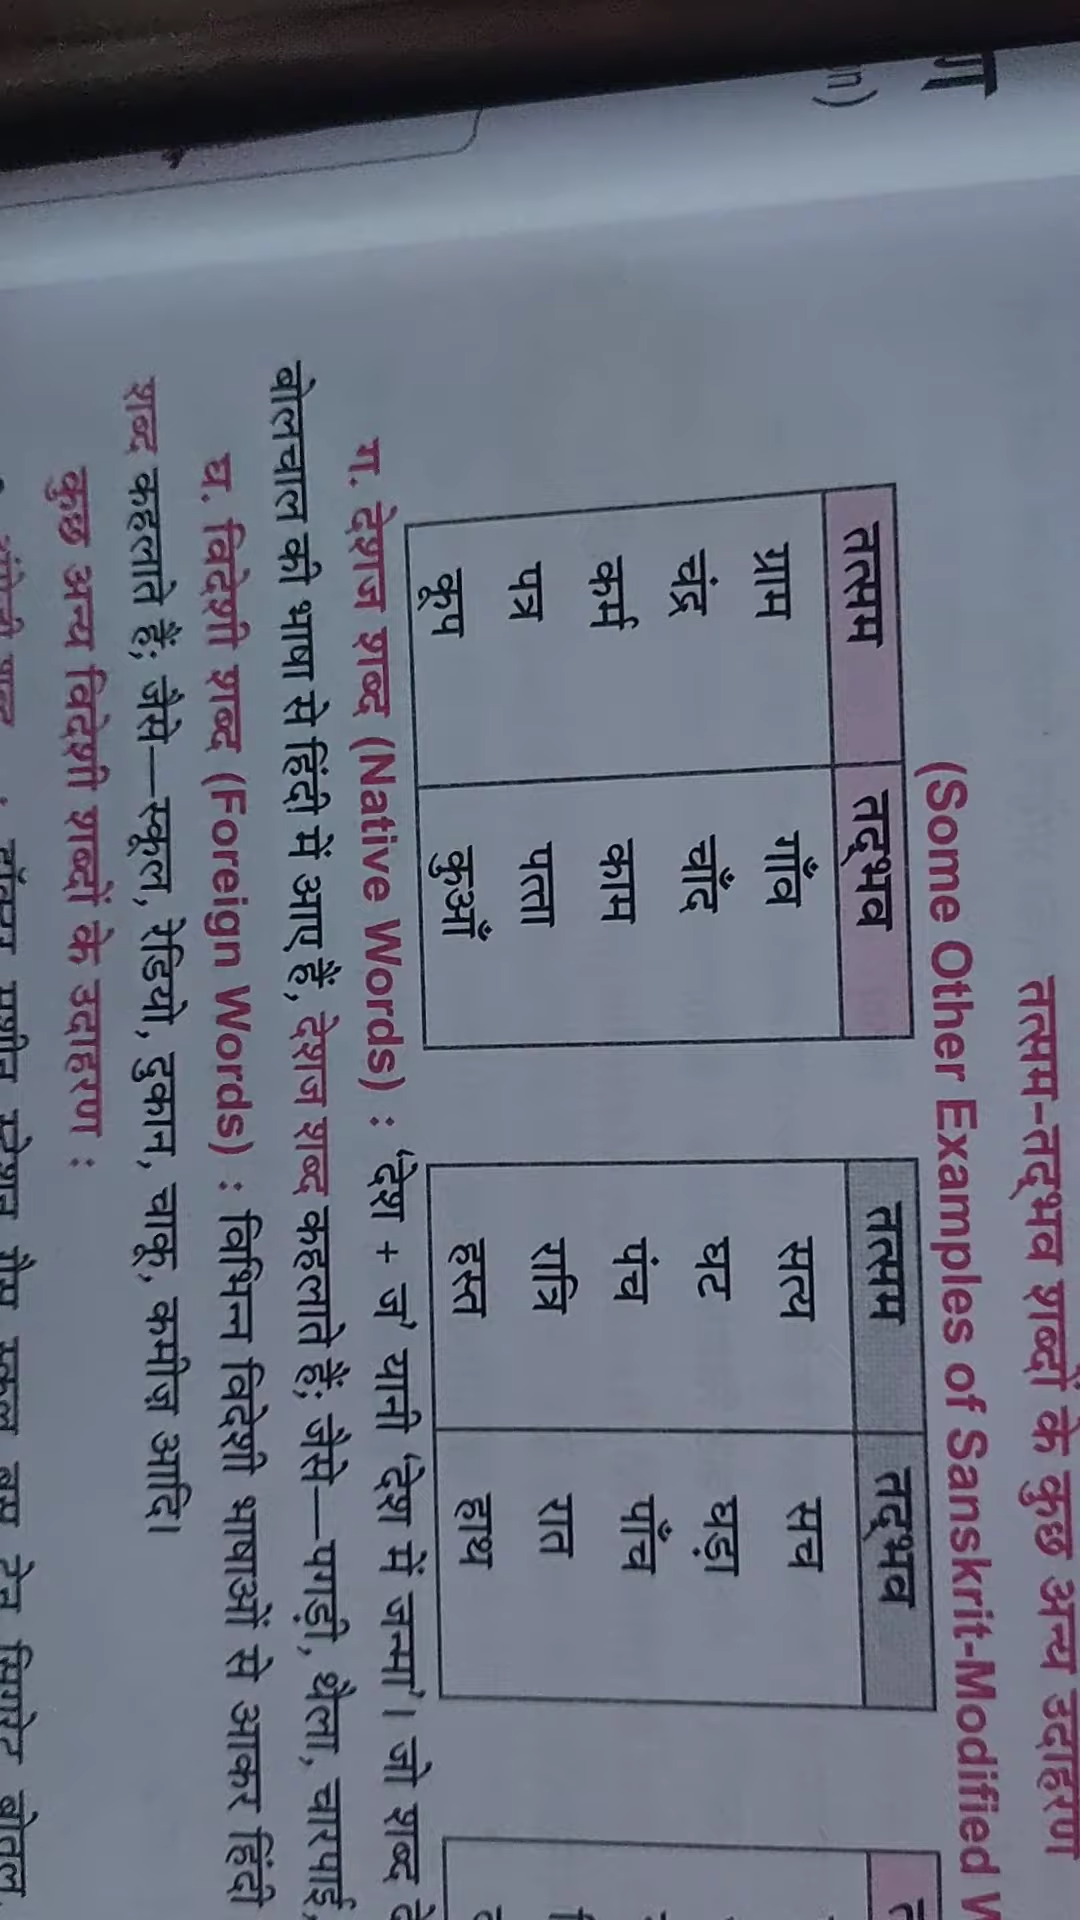 तत्सम-तद्भव शब्दों के कुछ अन्य उदाहरण
(Some Other Examples of Sanskrit-Modified
तत्सम तद्भव
ग्राम गाँव
चंद्र चाँद
कर्म काम
पत्र पत्ता
कूप कुआँ
तत्सम तद्भव
सत्य सच
घट घड़ा
पंच पाँच
रात्रि रात
हस्त हाथ
ग. देशज शब्द (Native Words) : 'देश + ज' यानी 'देश में जन्मा'। जो शब्द
बोलचाल की भाषा से हिंदी में आए हैं, देशज शब्द कहलाते हैं; जैसे—पगड़ी, थैला, चारपाई,
घ. विदेशी शब्द (Foreign Words) : विभिन्न विदेशी भाषाओं से आकर हिंदी
शब्द कहलाते हैं; जैसे—स्कूल, रेडियो, दुकान, चाकू, कमीज़ आदि।
कुछ अन्य विदेशी शब्दों के उदाहरण :